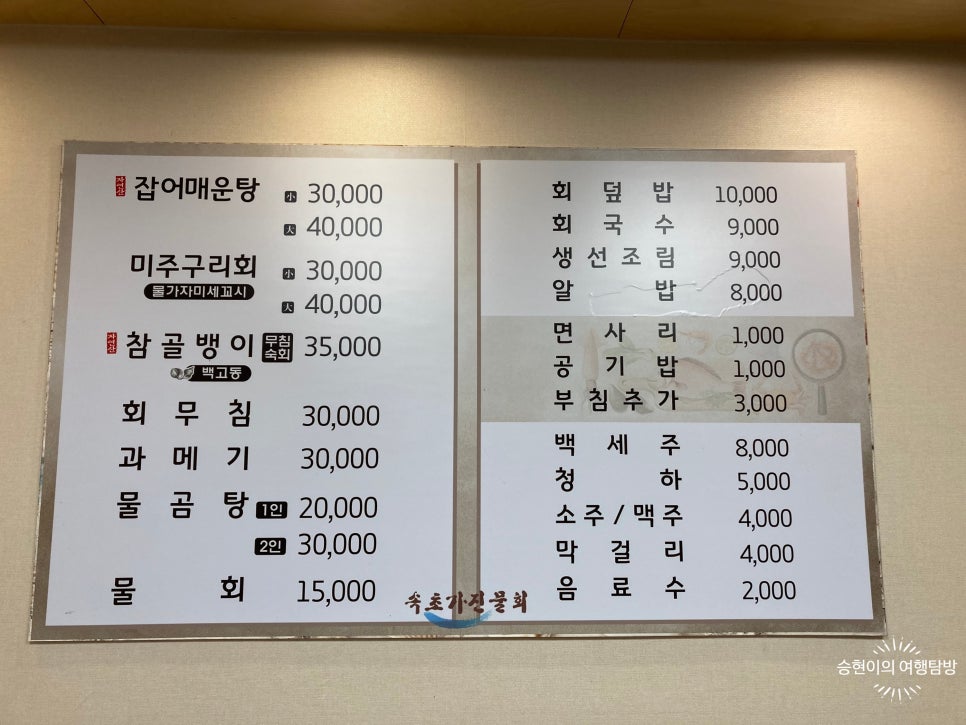 자연산 잡어매운탕 小 30,000
大 40,000
미주구리회 小 30,000
물가자미세꼬시
大 40,000
자연산 참골뱅이 무침 숙회 35,000
백고동
회무침 30,000
과메기 30,000
물곰탕 1인 20,000
2인 30,000
물회 15,000
속초가진물회
회덮밥 10,000
회국수 9,000
생선조림 9,000
알밥 8,000
면사리 1,000
공기밥 1,000
부침추가 3,000
백세주 8,000
청하 5,000
소주/맥주 4,000
막걸리 4,000
음료수 2,000
승현이의 여행탐방